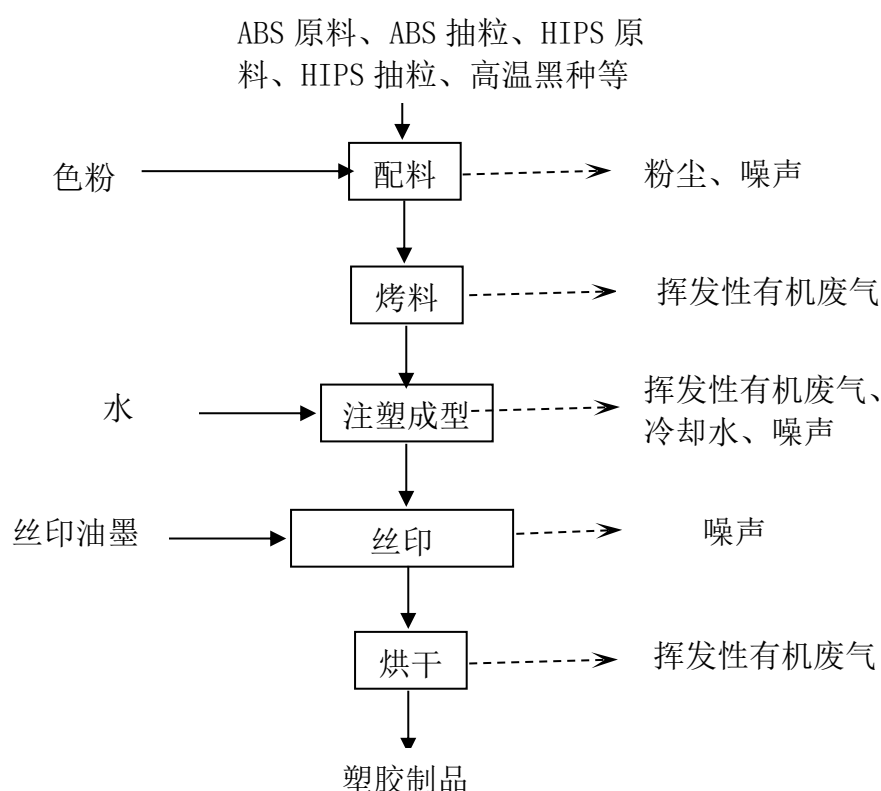 ABS 原料、ABS 抽粒、HIPS 原
料、HIPS 抽粒、高温黑种等
色粉
配料
粉尘、噪声
烤料
挥发性有机废气
水
注塑成型
挥发性有机废气、
冷却水、噪声
丝印油墨
丝印
噪声
烘干
挥发性有机废气
塑胶制品